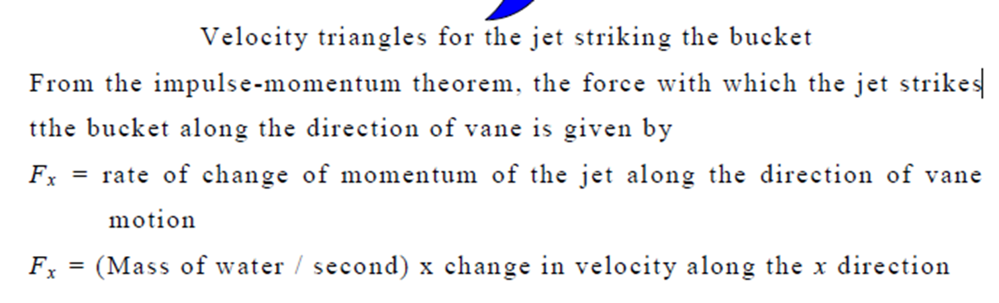 Velocity triangles for the jet striking the bucket
From the impulse-momentum theorem, the force with which the jet strikes
tthe bucket along the direction of vane is given by
Fx = rate of change of momentum of the jet along the direction of vane
motion
Fx = (Mass of water / second) x change in velocity along the x direction